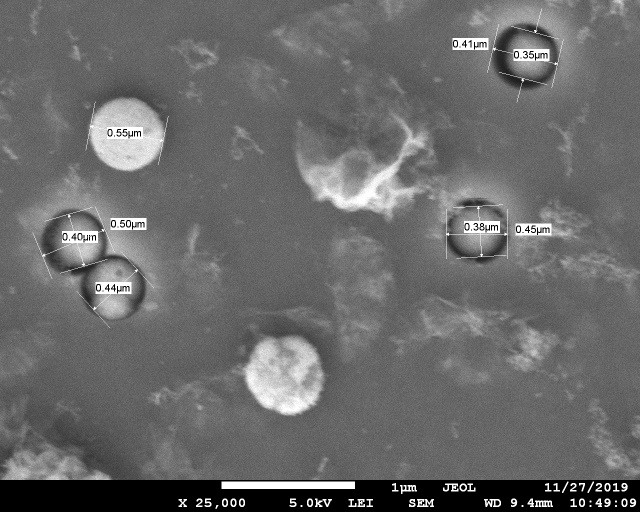 0.41µm
0.35µm
0.55µm
0.50µm
0.40µm
0.38µm
0.45µm
0.44µm
1µm JEOL 11/27/2019
X 25,000 5.0kV LEI SEM WD 9.4mm 10:49:09